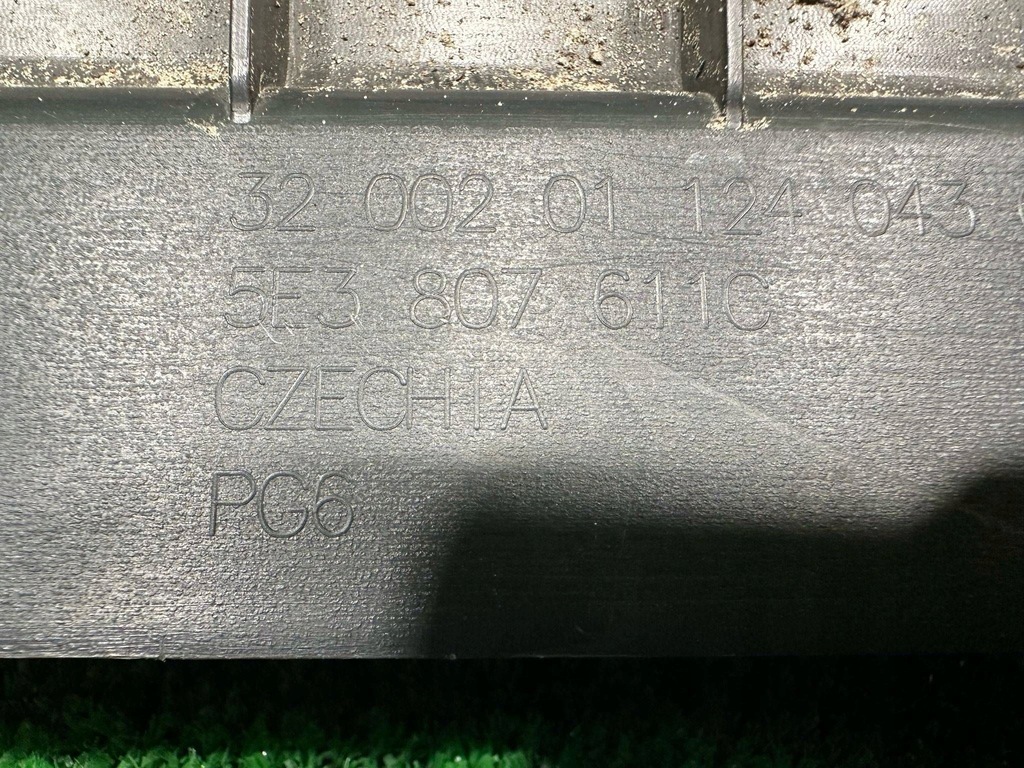 32 002 01 124 043
5E3 807 611C
CZECHIA
PG6